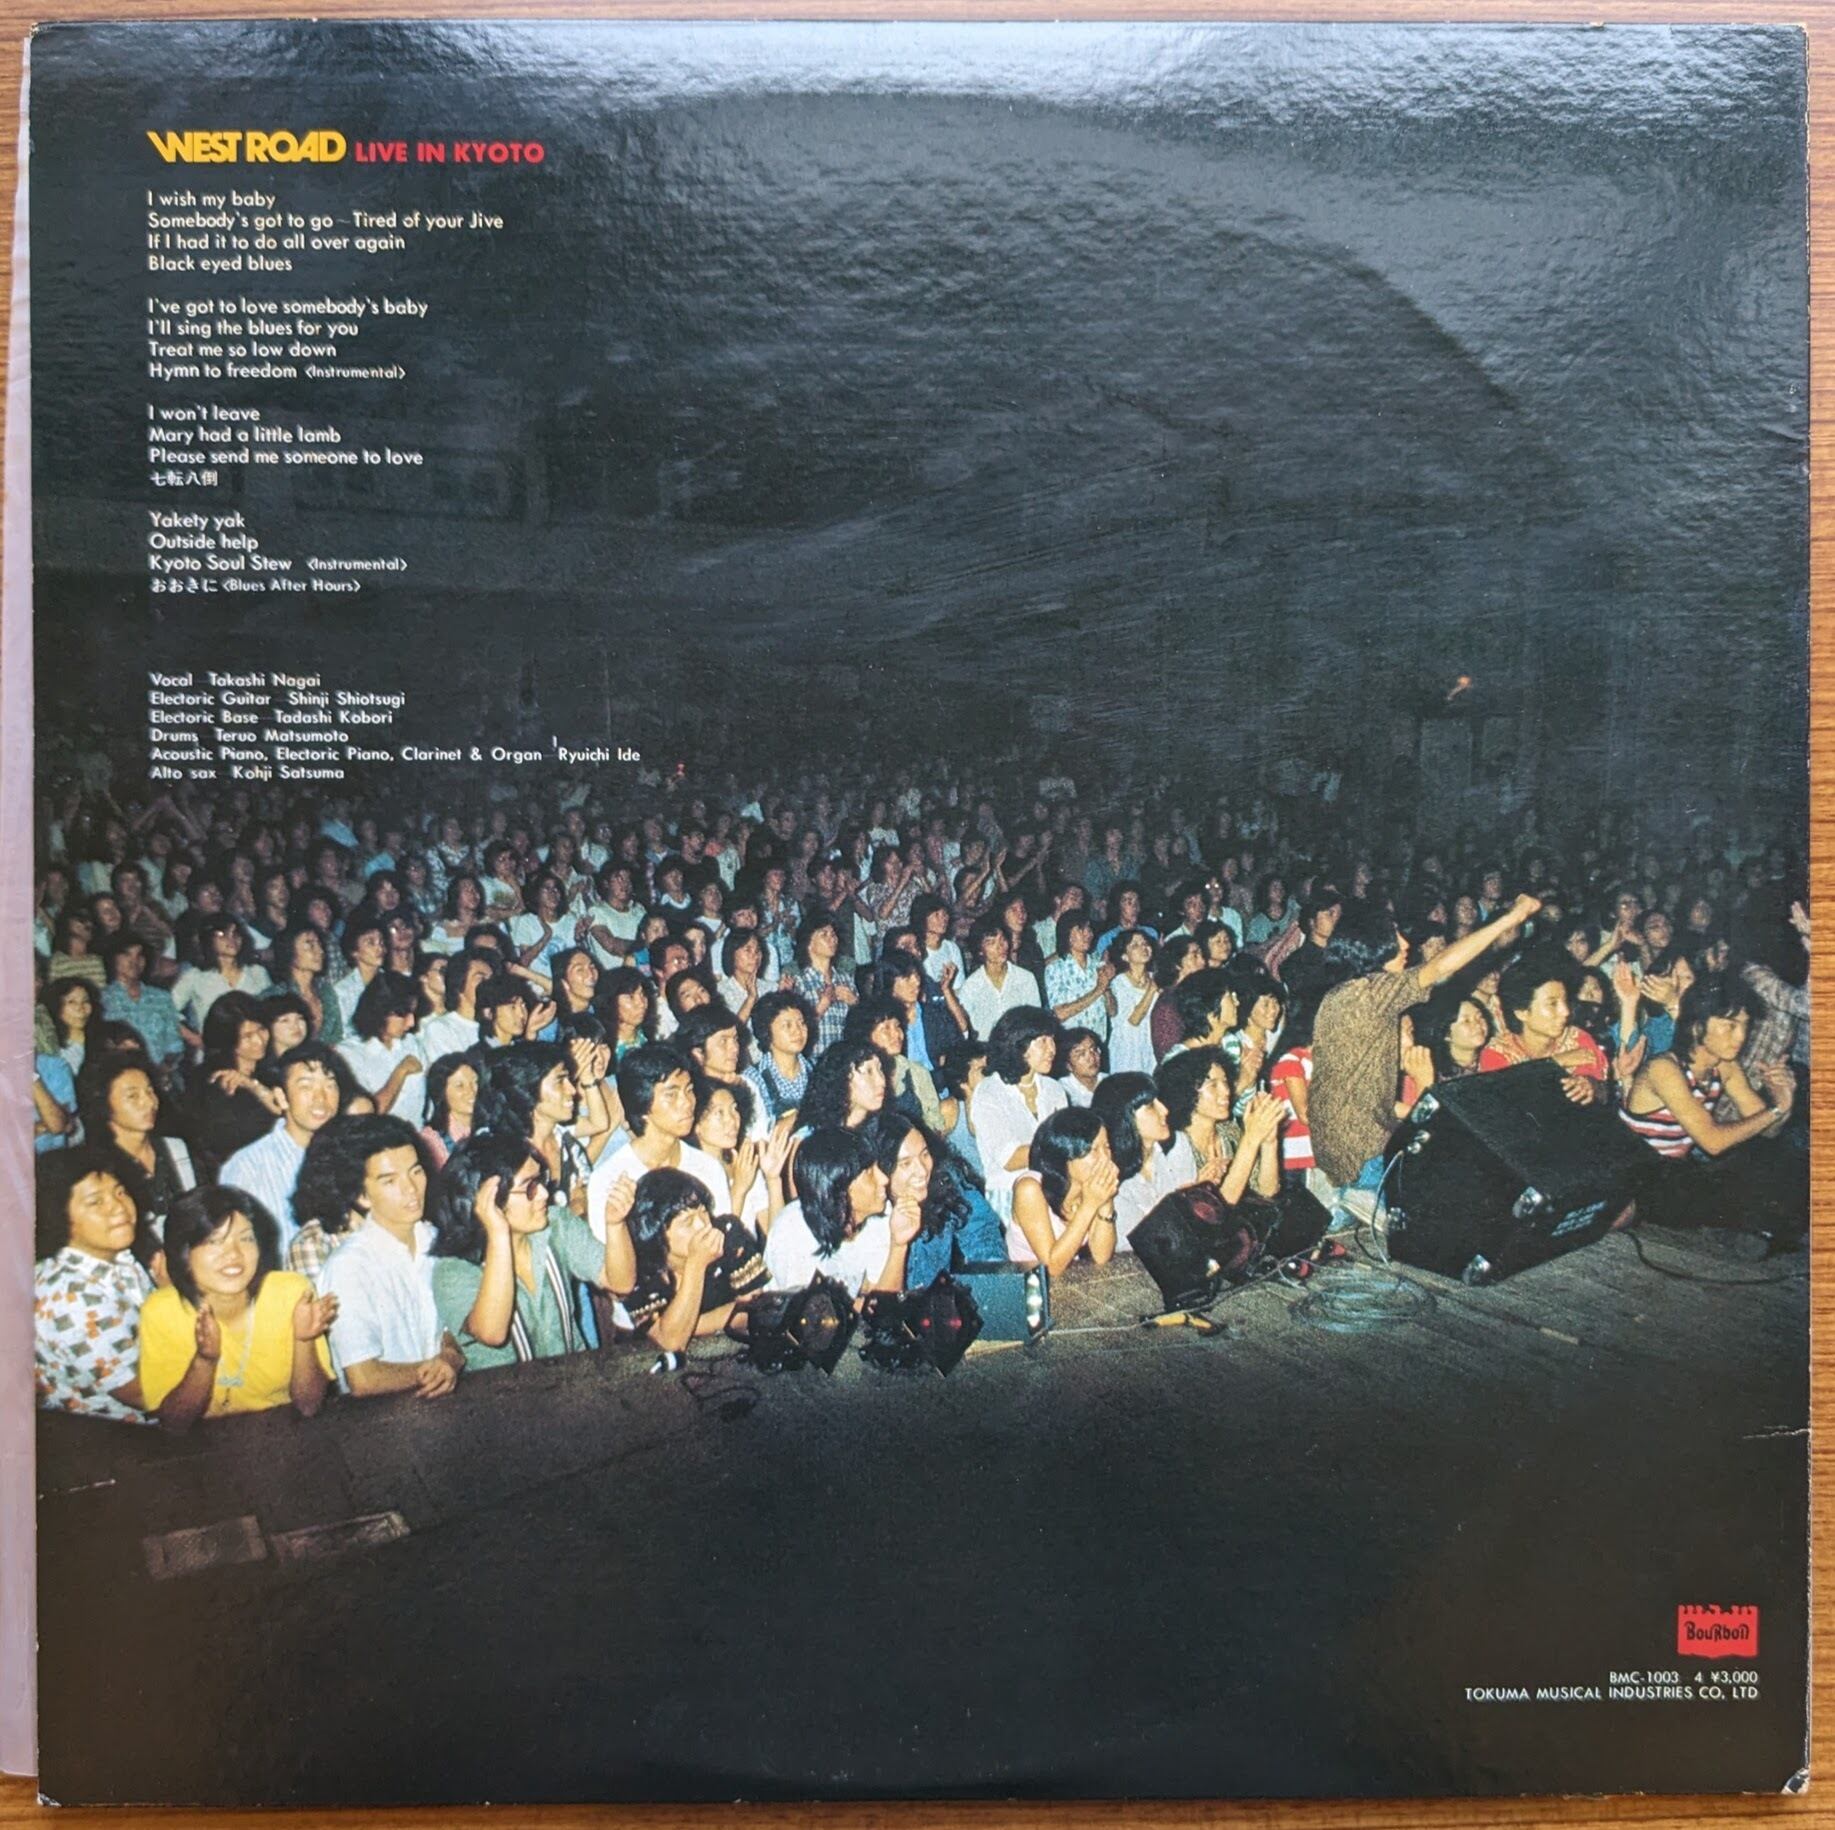 WEST ROAD LIVE IN KYOTO
I wish my baby
Somebody's got to go – Tired of your Jive
If I had it to do all over again
Black eyed blues
I've got to love somebody's baby
I'll sing the blues for you
Treat me so low down
Hymn to freedom <Instrumental>
I won't leave
Mary had a little lamb
Please send me someone to love
七転八倒
Yakety yak
Outside help
Kyoto Soul Stew <Instrumental>
おおきに <Blues After Hours>
Vocal Takashi Nagai
Electoric Guitar Shinji Shiotsugi
Electoric Base Tadashi Kobori
Drums Teruo Matsumoto
Acoustic Piano, Electoric Piano, Clarinet & Organ Ryuichi Ide
Alto sax Kohji Satsuma
BouRbon
BMC-1003 4 ¥3,000
TOKUMA MUSICAL INDUSTRIES CO, LTD